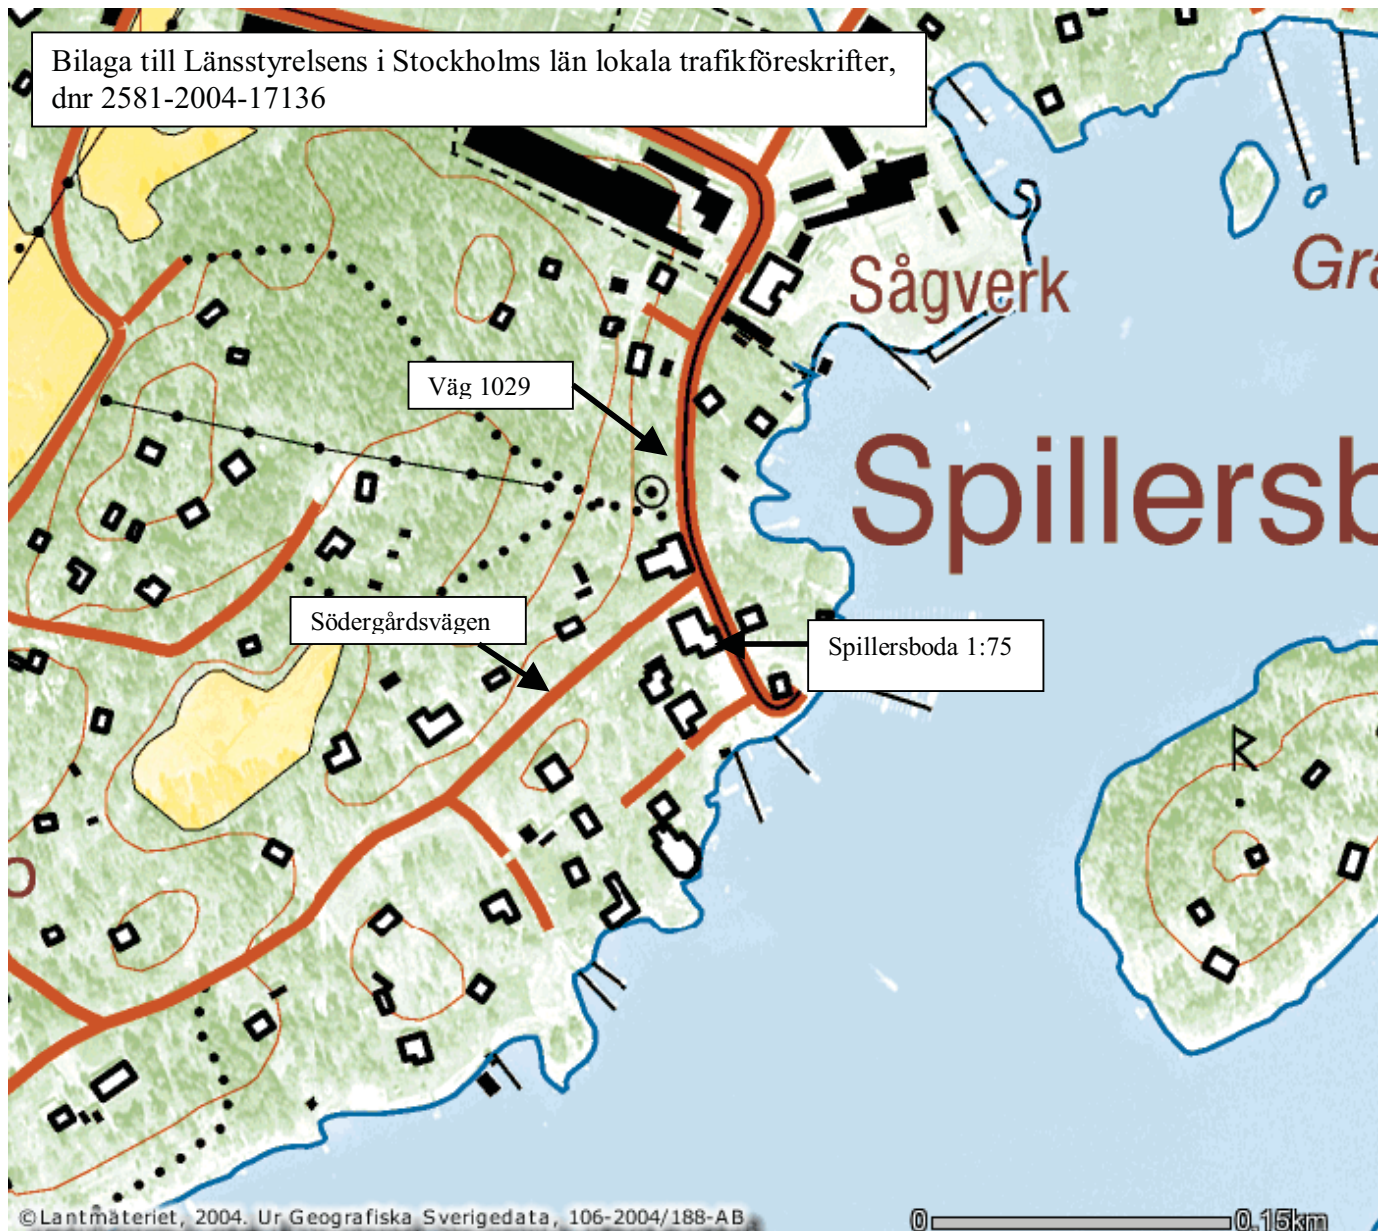 Bilaga till Länsstyrelsens i Stockholms län lokala trafikföreskrifter,
dnr 2581-2004-17136
Sågverk
Väg 1029
Södergårdsvägen
Spillersboda 1:75
R
©Lantmäteriet, 2004. Ur Geografiska Sverigedata, 106-2004/188-AB
0 0,15km